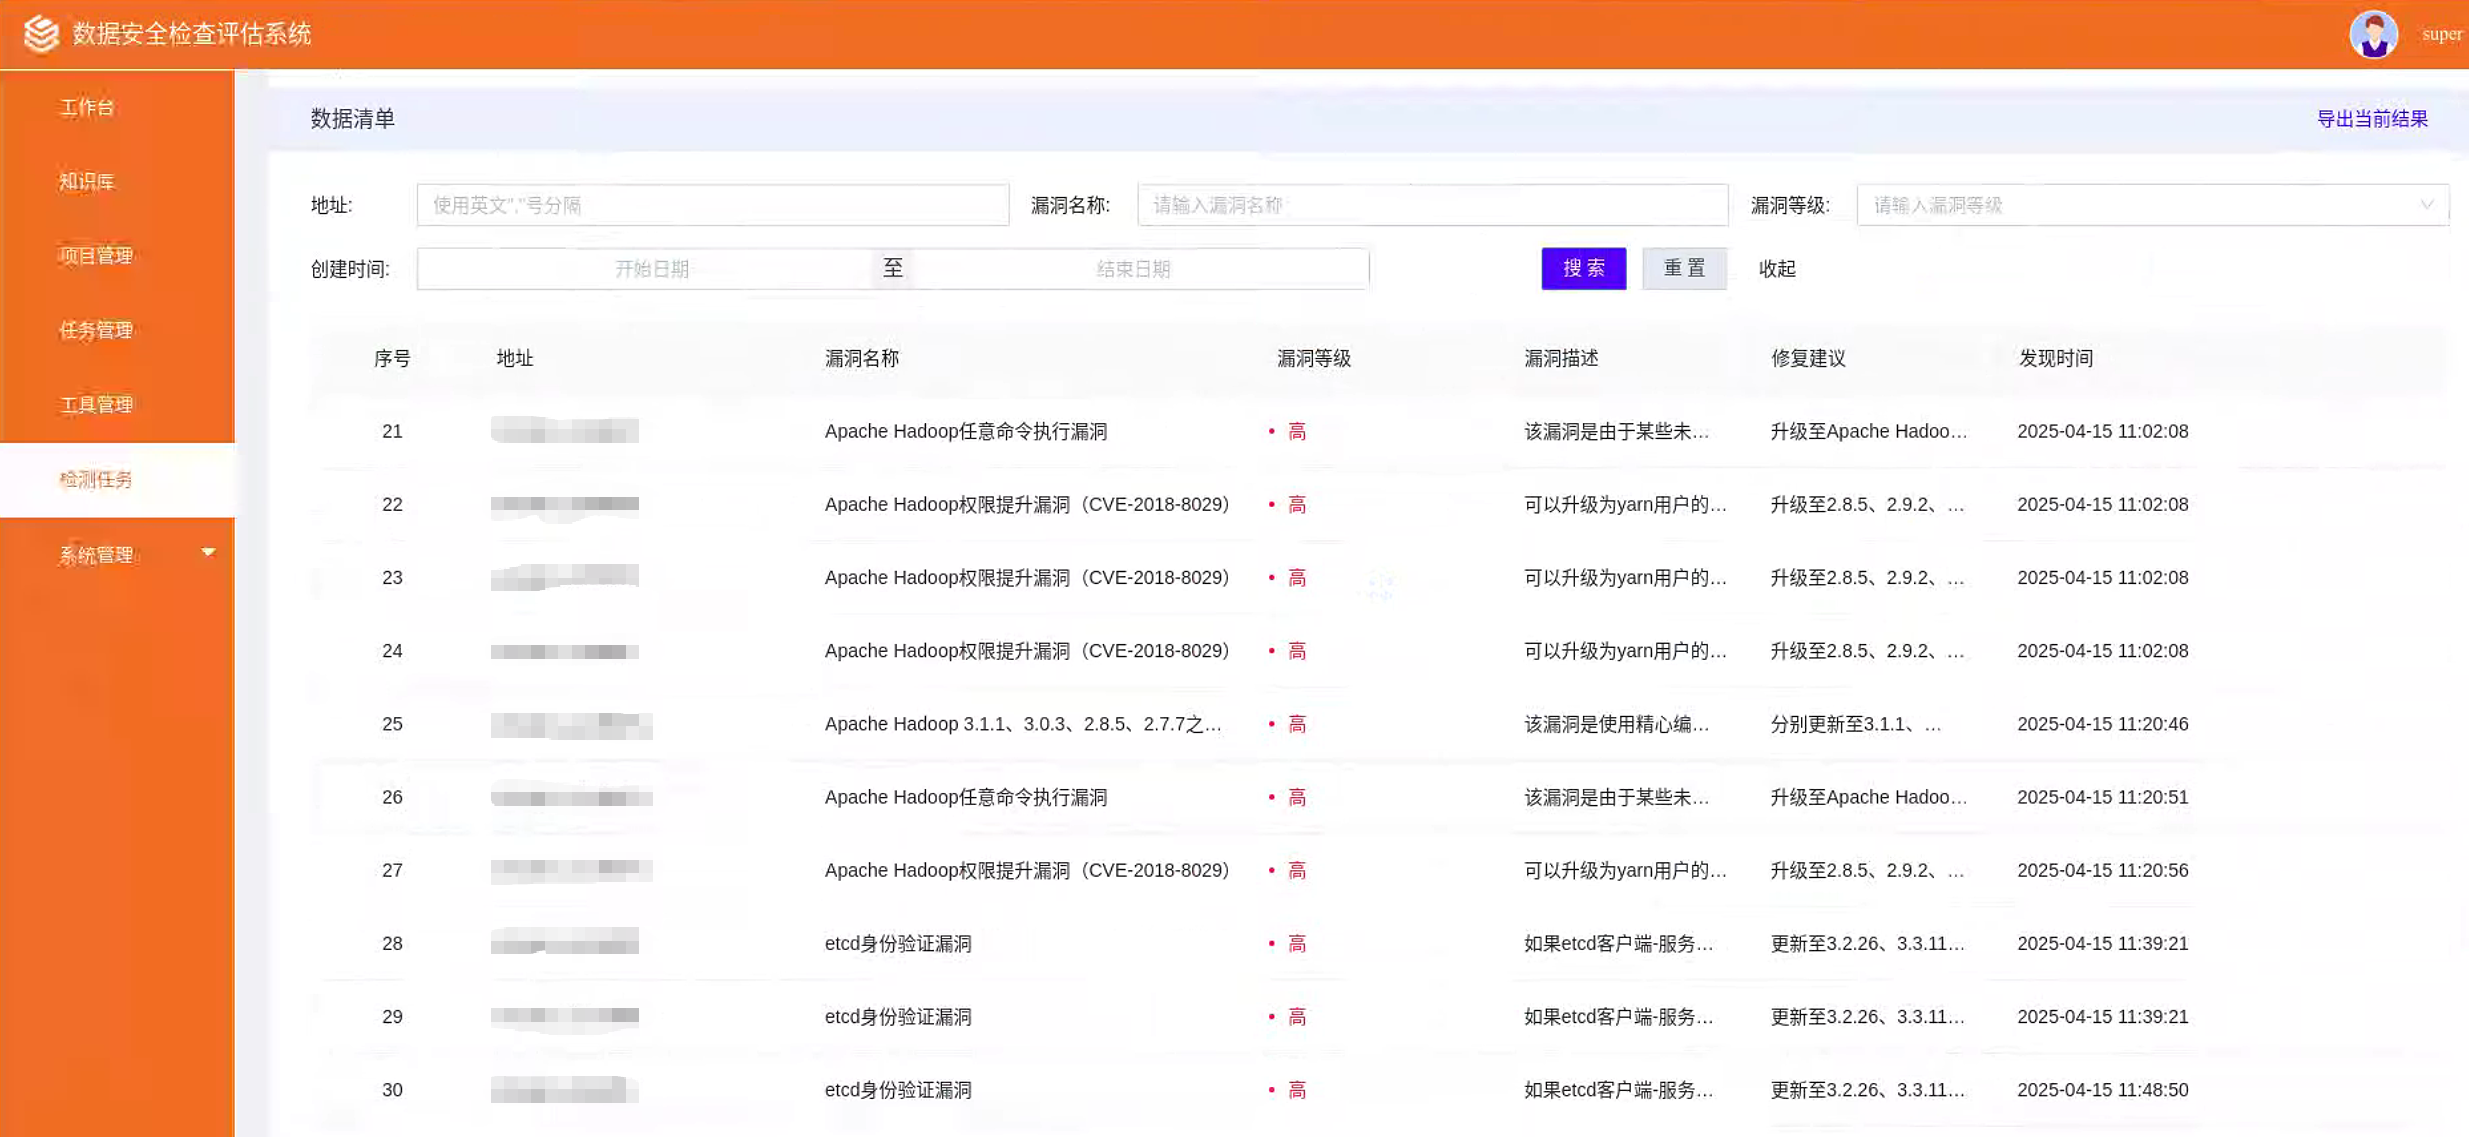 数据安全检查评估系统
super
工作台
知识库
项目管理
任务管理
工具管理
检测任务
系统管理
数据清单
导出当前结果
地址: 使用英文","号分隔 漏洞名称: 请输入漏洞名称 漏洞等级: 请输入漏洞等级
创建时间: 开始日期 至 结束日期 搜 索 重 置 收起
序号 地址 漏洞名称 漏洞等级 漏洞描述 修复建议 发现时间
21 Apache Hadoop任意命令执行漏洞 • 高 该漏洞是由于某些未... 升级至Apache Hadoo... 2025-04-15 11:02:08
22 Apache Hadoop权限提升漏洞（CVE-2018-8029） • 高 可以升级为yarn用户的... 升级至2.8.5、2.9.2、... 2025-04-15 11:02:08
23 Apache Hadoop权限提升漏洞（CVE-2018-8029） • 高 可以升级为yarn用户的... 升级至2.8.5、2.9.2、... 2025-04-15 11:02:08
24 Apache Hadoop权限提升漏洞（CVE-2018-8029） • 高 可以升级为yarn用户的... 升级至2.8.5、2.9.2、... 2025-04-15 11:02:08
25 Apache Hadoop 3.1.1、3.0.3、2.8.5、2.7.7之... • 高 该漏洞是使用精心编... 分别更新至3.1.1、... 2025-04-15 11:20:46
26 Apache Hadoop任意命令执行漏洞 • 高 该漏洞是由于某些未... 升级至Apache Hadoo... 2025-04-15 11:20:51
27 Apache Hadoop权限提升漏洞（CVE-2018-8029） • 高 可以升级为yarn用户的... 升级至2.8.5、2.9.2、... 2025-04-15 11:20:56
28 etcd身份验证漏洞 • 高 如果etcd客户端-服务... 更新至3.2.26、3.3.11... 2025-04-15 11:39:21
29 etcd身份验证漏洞 • 高 如果etcd客户端-服务... 更新至3.2.26、3.3.11... 2025-04-15 11:39:21
30 etcd身份验证漏洞 • 高 如果etcd客户端-服务... 更新至3.2.26、3.3.11... 2025-04-15 11:48:50